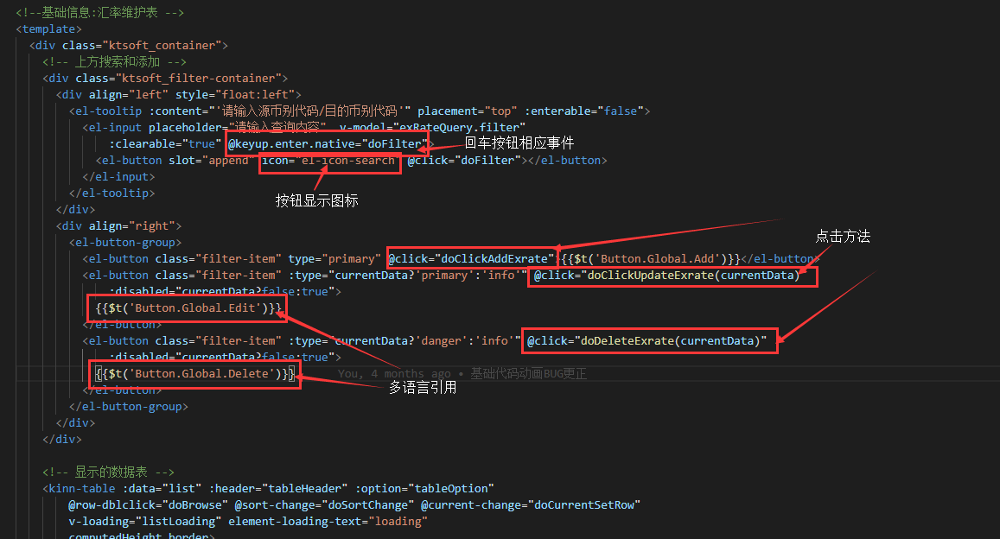 <!--基础信息:汇率维护表 -->
<template>
<div class="ktsoft_container">
<!-- 上方搜索和添加 -->
<div class="ktsoft_filter-container">
<div align="left" style="float:left">
<el-tooltip :content="'请输入源币别代码/目的币别代码'" placement="top" :enterable="false">
<el-input placeholder="请输入查询内容" v-model="exRateQuery.filter"
:clearable="true" @keyup.enter.native="doFilter">
回车按钮相应事件
<el-button slot="append" icon="el-icon-search" @click="doFilter"></el-button>
</el-input>
</el-tooltip>
按钮显示图标
</div>
<div align="right">
<el-button-group>
点击方法
<el-button class="filter-item" type="primary" @click="doClickAddExrate">{{$t('Button.Global.Add')}}</el-button>
<el-button class="filter-item" :type="currentData?'primary':'info'" @click="doClickUpdateExrate(currentData)"
:disabled="currentData?false:true">
{{$t('Button.Global.Edit')}}
</el-button>
<el-button class="filter-item" :type="currentData?'danger':'info'" @click="doDeleteExrate(currentData)"
:disabled="currentData?false:true">
{{$t('Button.Global.Delete')}} You, 4 months ago • 基础代码动画BUG更正
</el-button>
多语言引用
</el-button-group>
</div>
</div>
<!-- 显示的数据表 -->
<kinn-table :data="list" :header="tableHeader" :option="tableOption"
@row-dblclick="doBrowse" @sort-change="doSortChange" @current-change="doCurrentSetRow"
v-loading="listLoading" element-loading-text="loading"
computedHeight border>